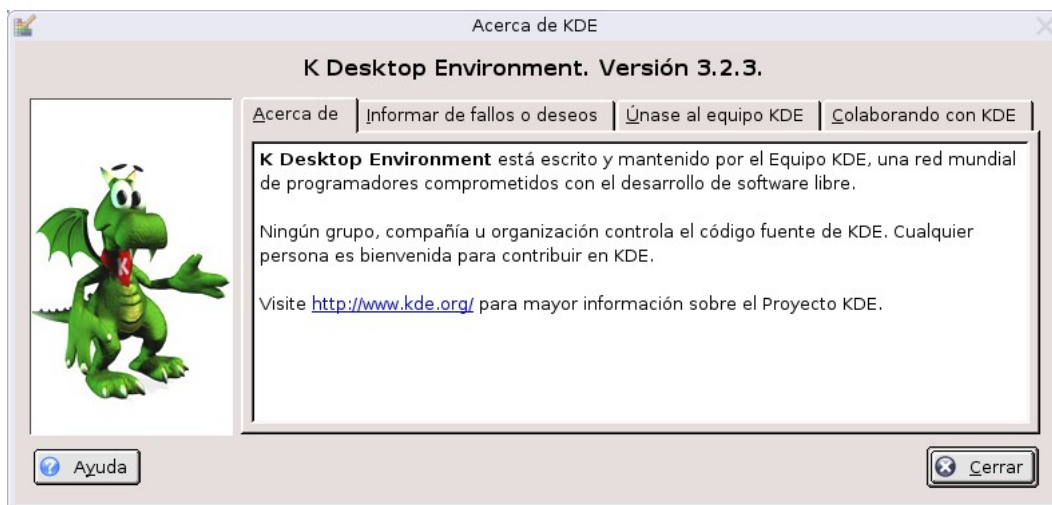 Acerca de KDE
K Desktop Environment. Versión 3.2.3.
Acerca de
Informar de fallos o deseos
Únase al equipo KDE
Colaborando con KDE
K Desktop Environment está escrito y mantenido por el Equipo KDE, una red mundial
de programadores comprometidos con el desarrollo de software libre.
Ningún grupo, compañía u organización controla el código fuente de KDE. Cualquier
persona es bienvenida para contribuir en KDE.
Visite http://www.kde.org/ para mayor información sobre el Proyecto KDE.
K
Ayuda
Cerrar